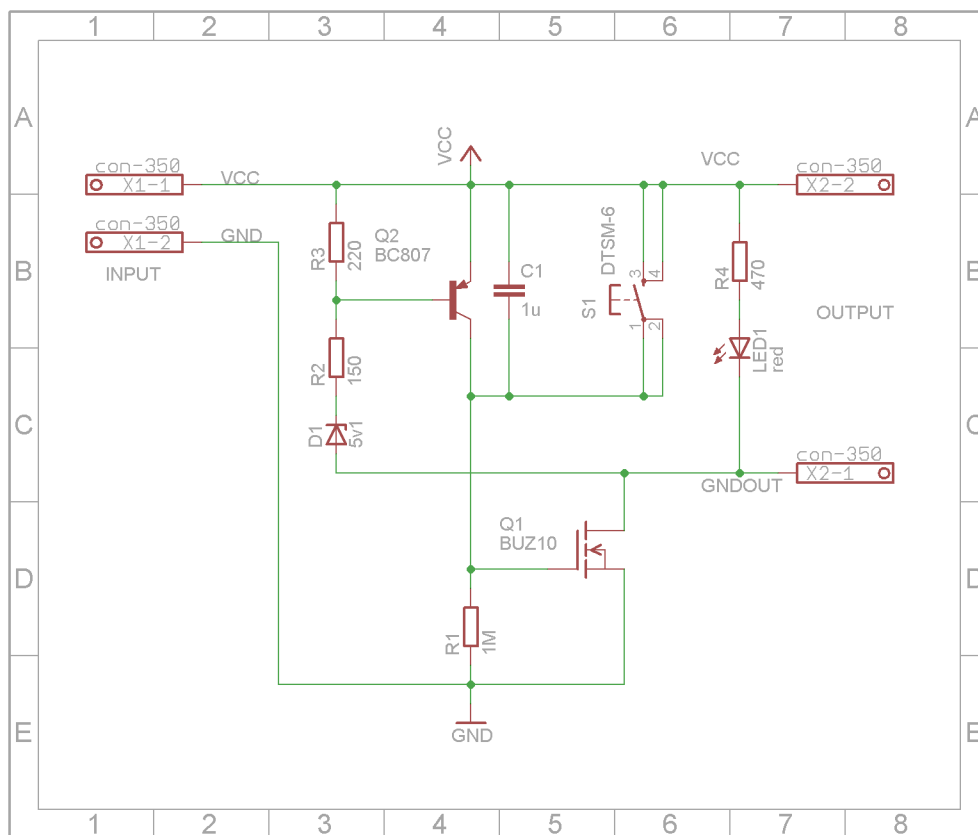 1 2 3 4 5 6 7 8
A A
VCC
con-350 VCC con-350
X1-1 VCC X2-2
con-350
X1-2 GND
INPUT
B B
R3 220
Q2
BC807
C1
1u
DTSM-6
S1
3 4
1 2
R4 470
OUTPUT
LED1 red
R2 150
C C
D1 5v1
con-350
X2-1
GNDOUT
Q1
BUZ10
D D
R1 1M
E E
GND
1 2 3 4 5 6 7 8